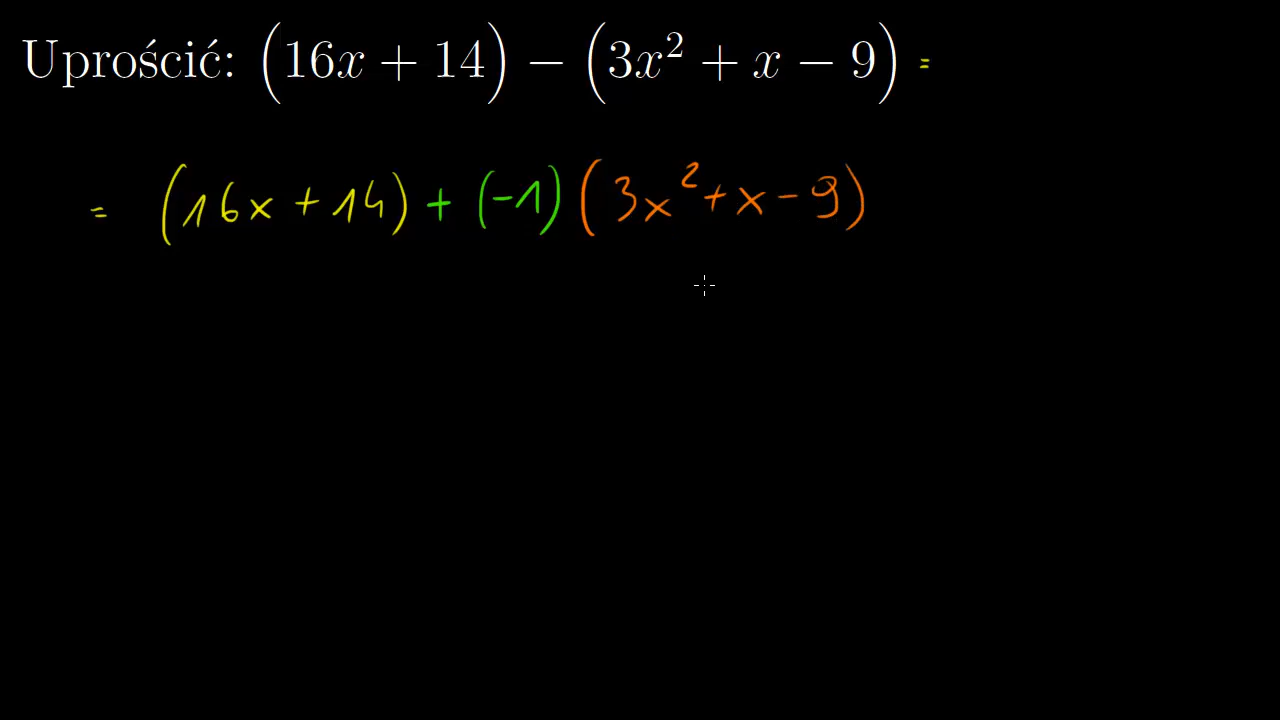 Uprościć: (16x + 14) − (3x² + x − 9) =
= (16x + 14) + (-1) (3x² + x - 9)